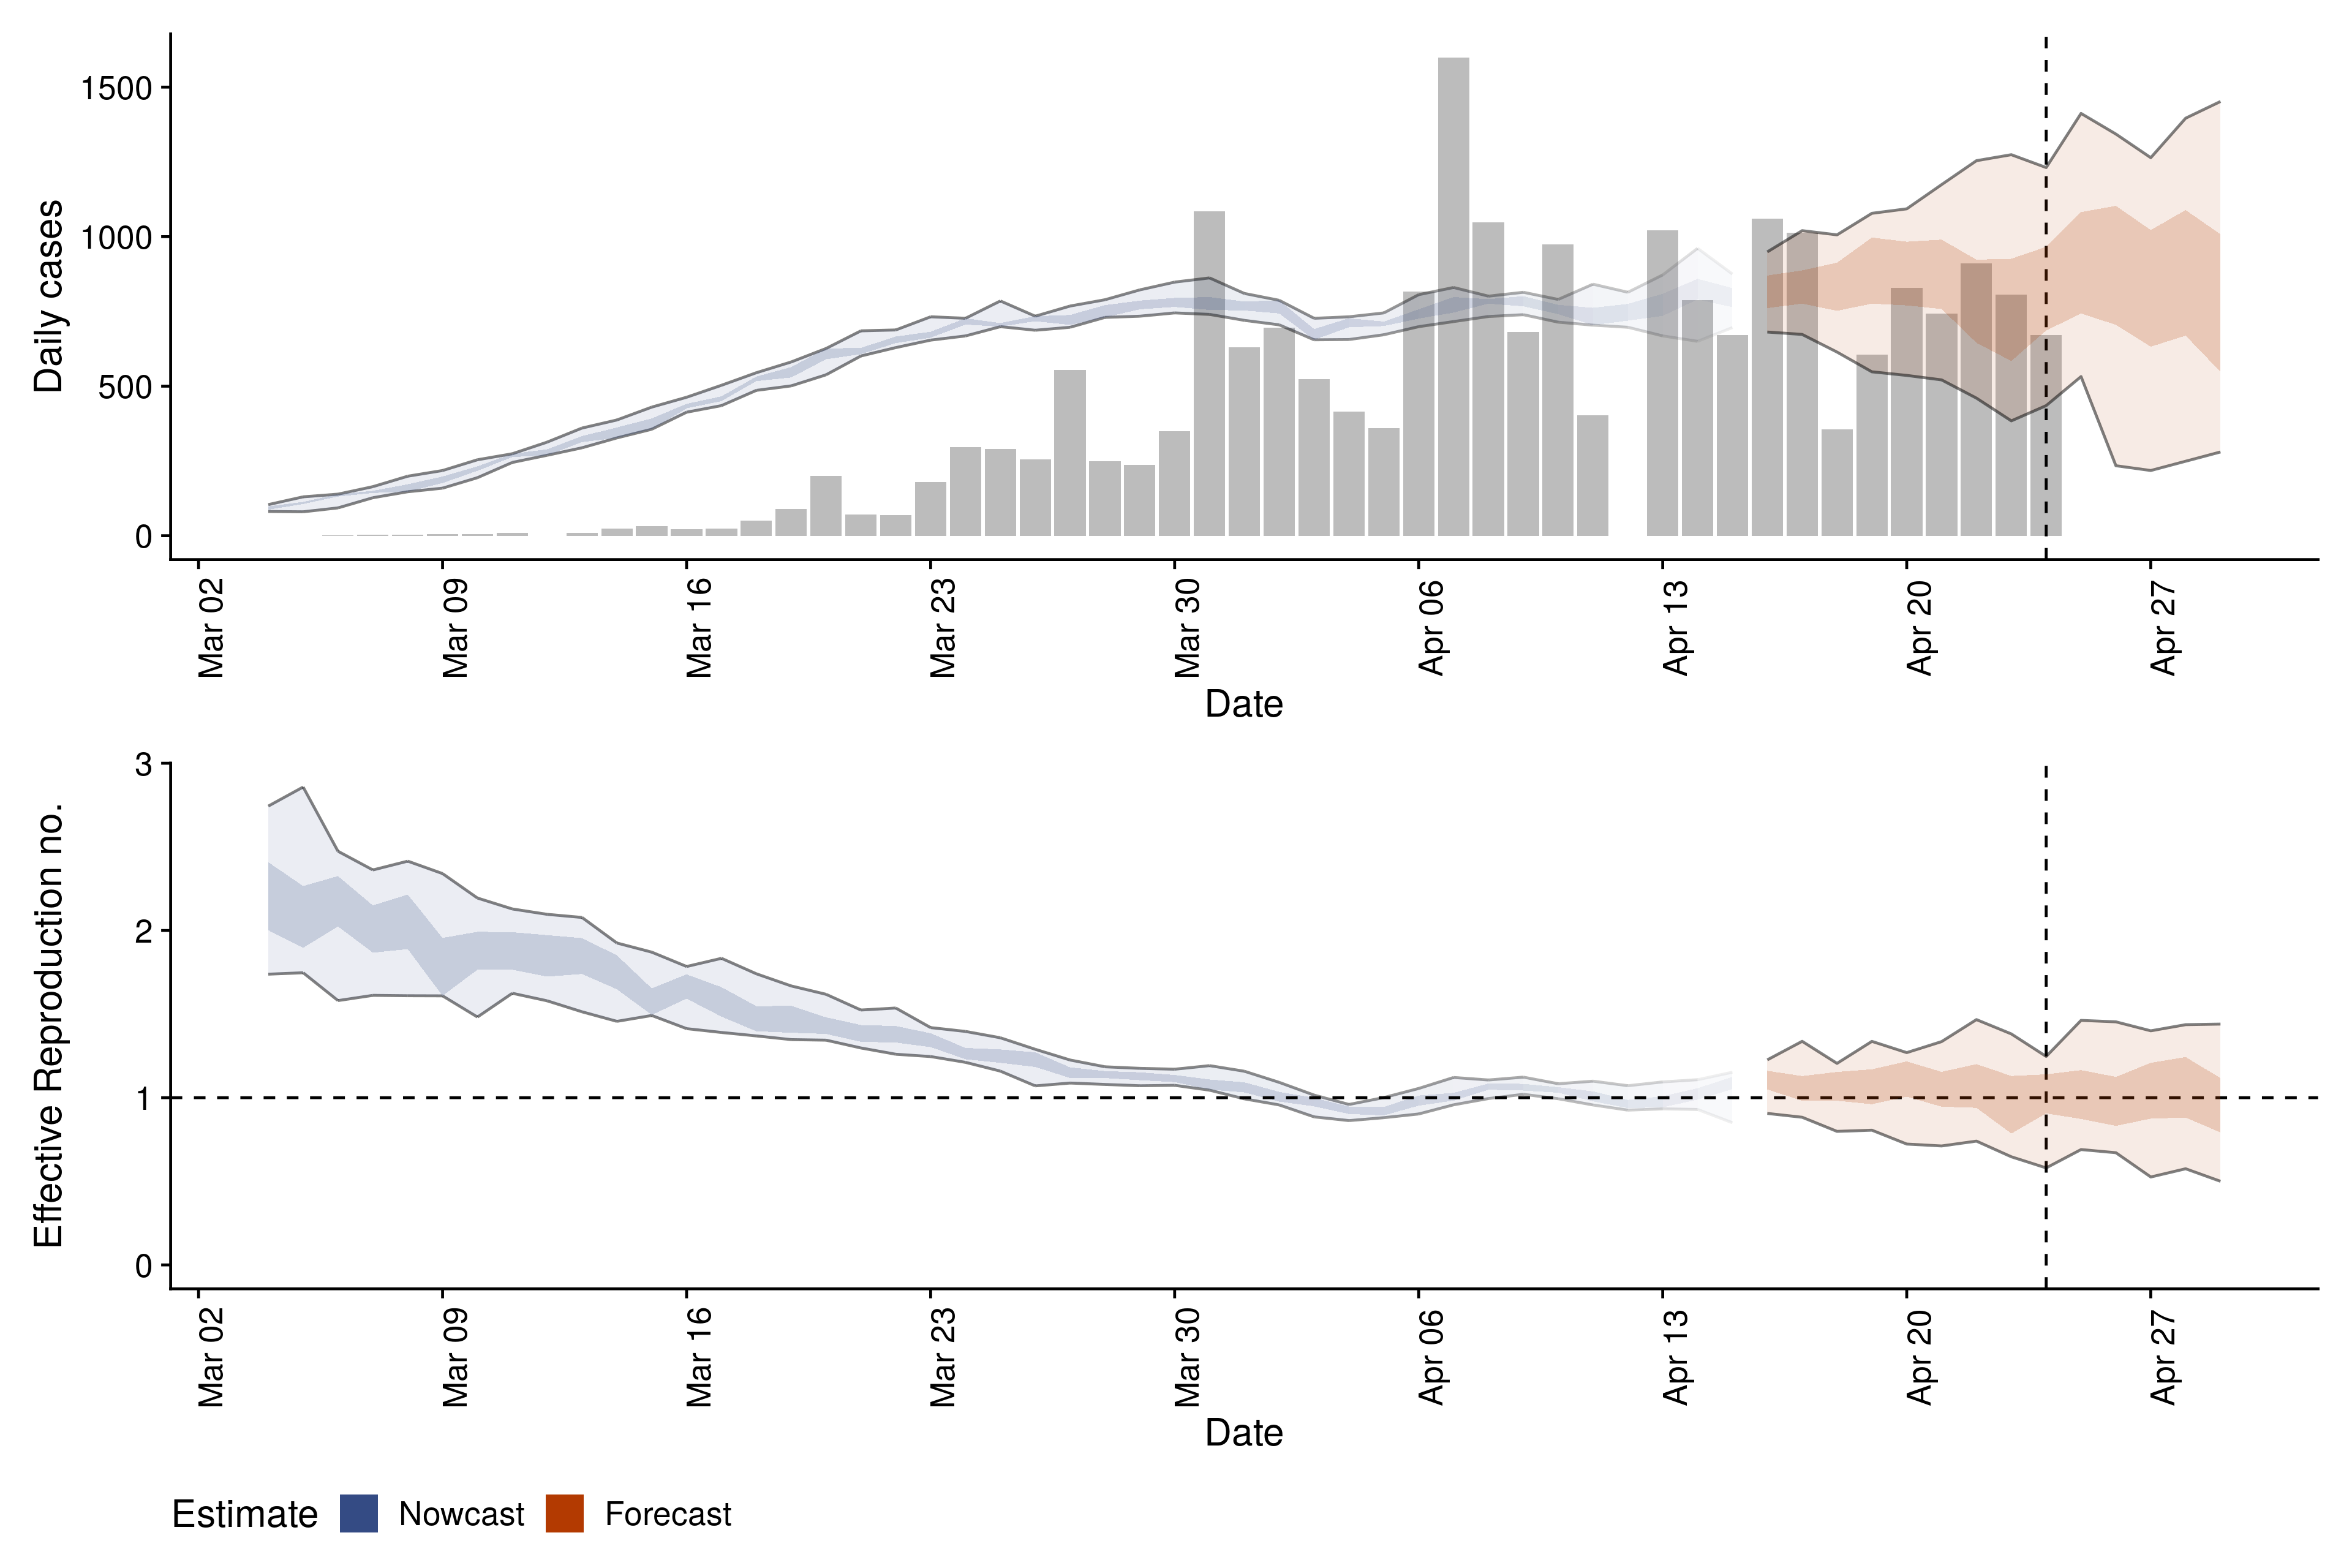 Daily cases
1500
1000
500
0
Mar 02
Mar 09
Mar 16
Mar 23
Mar 30
Apr 06
Apr 13
Apr 20
Apr 27
Date
Effective Reproduction no.
3
2
1
0
Mar 02
Mar 09
Mar 16
Mar 23
Mar 30
Apr 06
Apr 13
Apr 20
Apr 27
Date
Estimate Nowcast Forecast